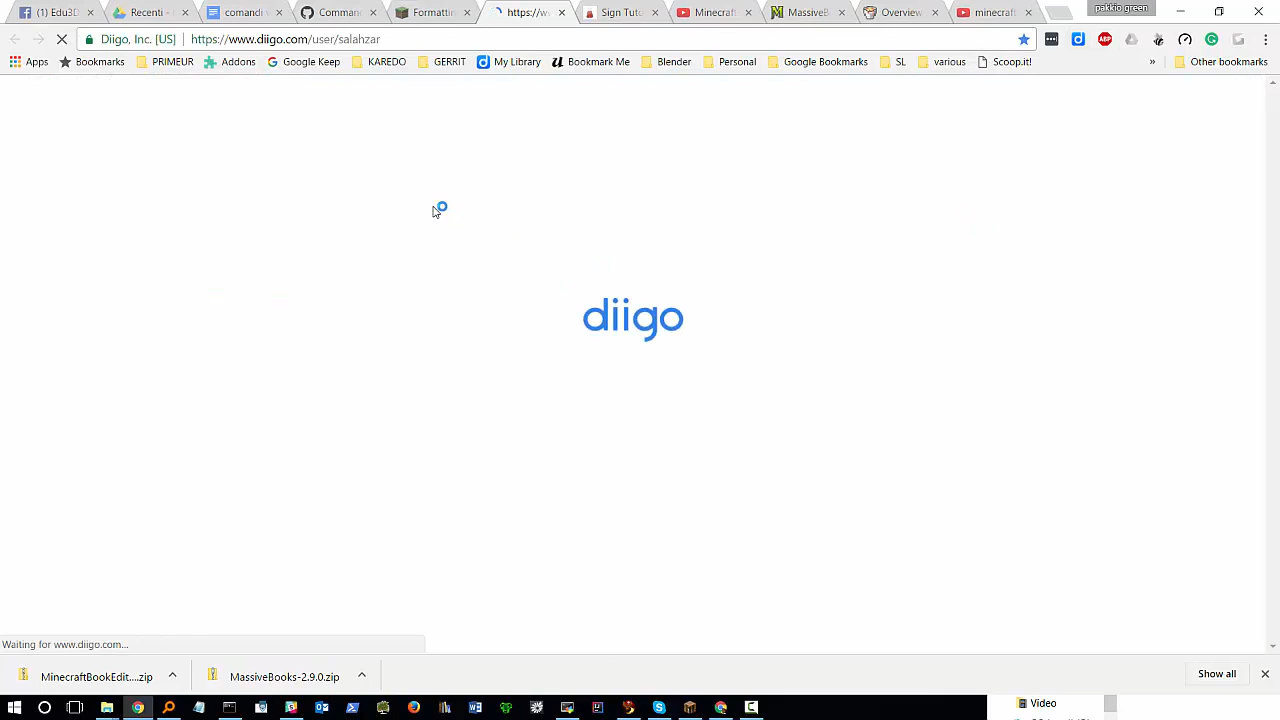 (1) Edu3D
Recenti -
comandi
Comman
Formattin
https://w
Sign Tuto
Minecraft
MassiveB
Overview
minecraft
pakkio green
Diigo, Inc. [US]
https://www.diigo.com/user/salahzar
ABP
Apps
Bookmarks
PRIMEUR
Addons
Google Keep
KAREDO
GERRIT
My Library
Bookmark Me
Blender
Personal
Google Bookmarks
SL
various
Scoop.it!
»
Other bookmarks
diigo
Waiting for www.diigo.com...
MinecraftBookEdit....zip
MassiveBooks-2.9.0.zip
Show all
Video